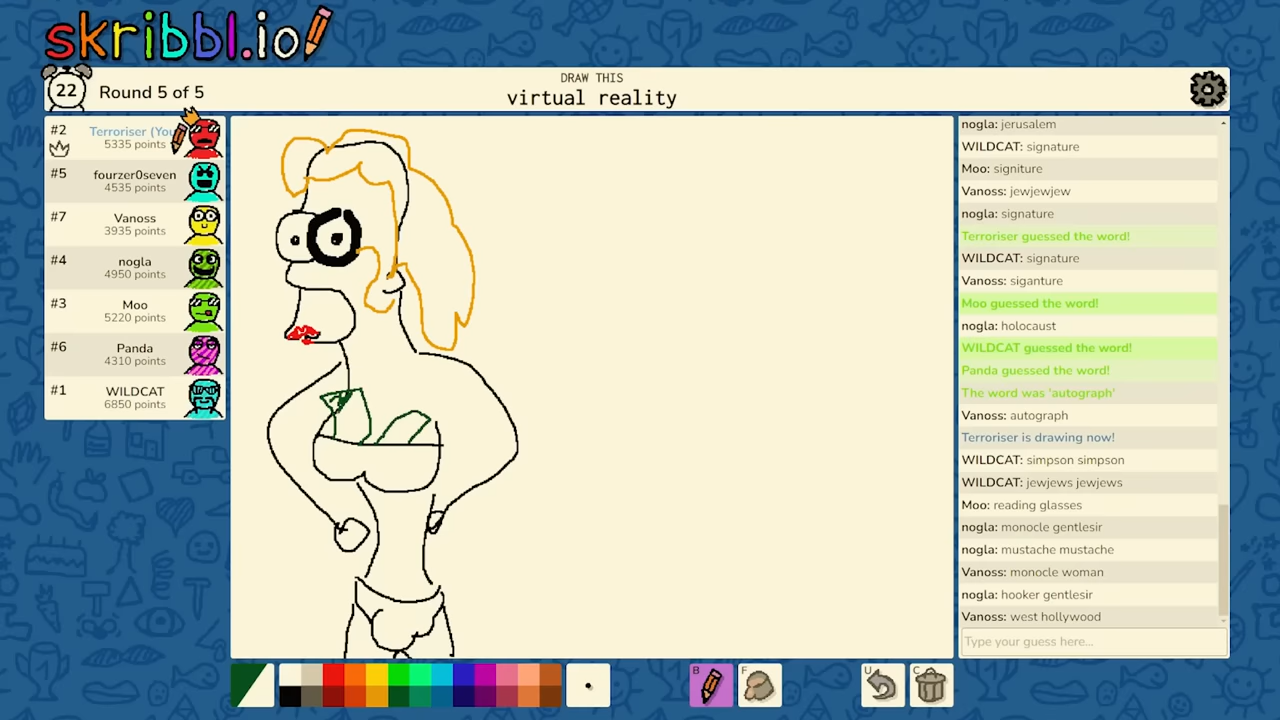 skribbl.io
DRAW THIS
22
Round 5 of 5
virtual reality
#2
Terroriser (You
5335 points
#5
fourzer0seven
4535 points
#7
Vanoss
3935 points
#4
nogla
4950 points
#3
Moo
5220 points
#6
Panda
4310 points
#1
WILDCAT
6850 points
nogla: jerusalem
WILDCAT: signature
Moo: signiture
Vanoss: jewjewjew
nogla: signature
Terroriser guessed the word!
WILDCAT: signature
Vanoss: siganture
Moo guessed the word!
nogla: holocaust
WILDCAT guessed the word!
Panda guessed the word!
The word was 'autograph'
Vanoss: autograph
Terroriser is drawing now!
WILDCAT: simpson simpson
WILDCAT: jewjews jewjews
Moo: reading glasses
nogla: monocle gentlesir
nogla: mustache mustache
Vanoss: monocle woman
nogla: hooker gentlesir
Vanoss: west hollywood
Type your guess here...
B
F
U
C